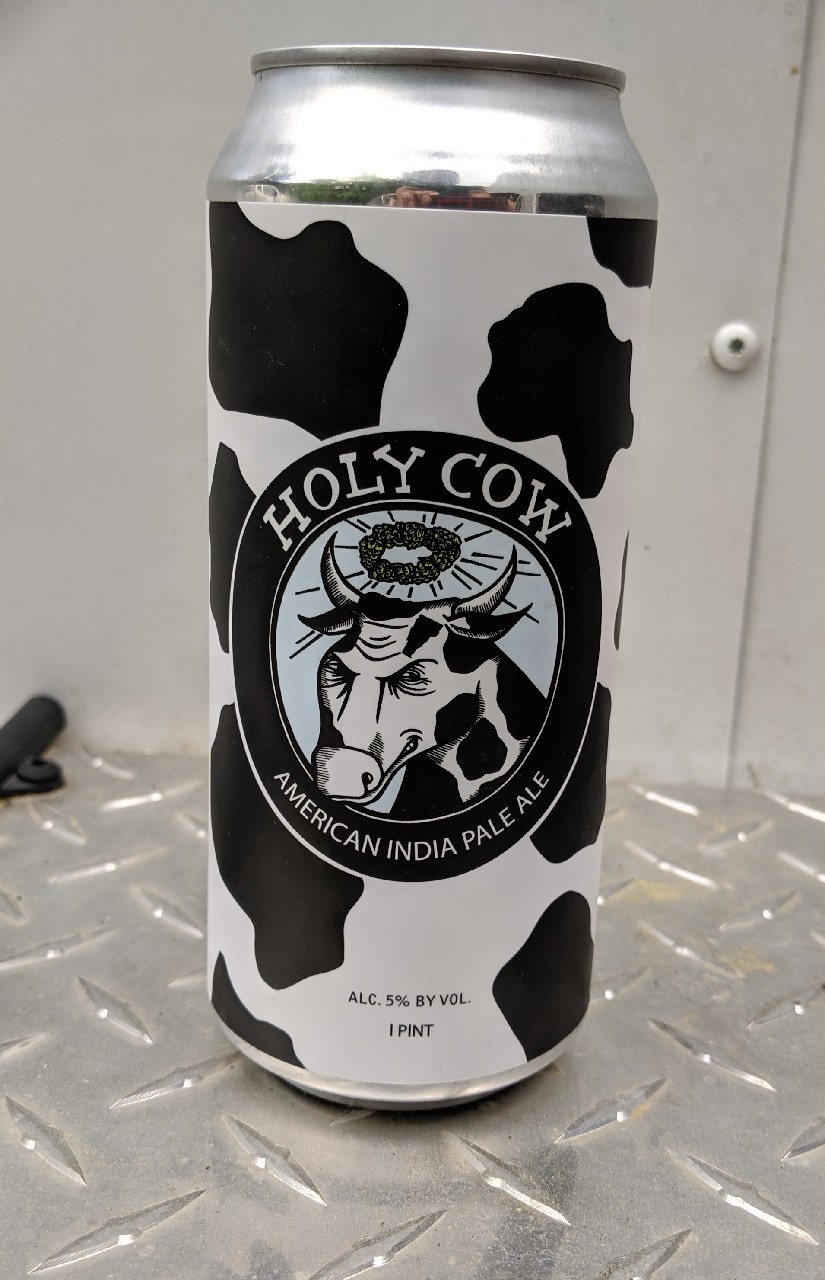 HOLY COW
AMERICAN INDIA PALE ALE
ALC. 5% BY VOL.
1 PINT